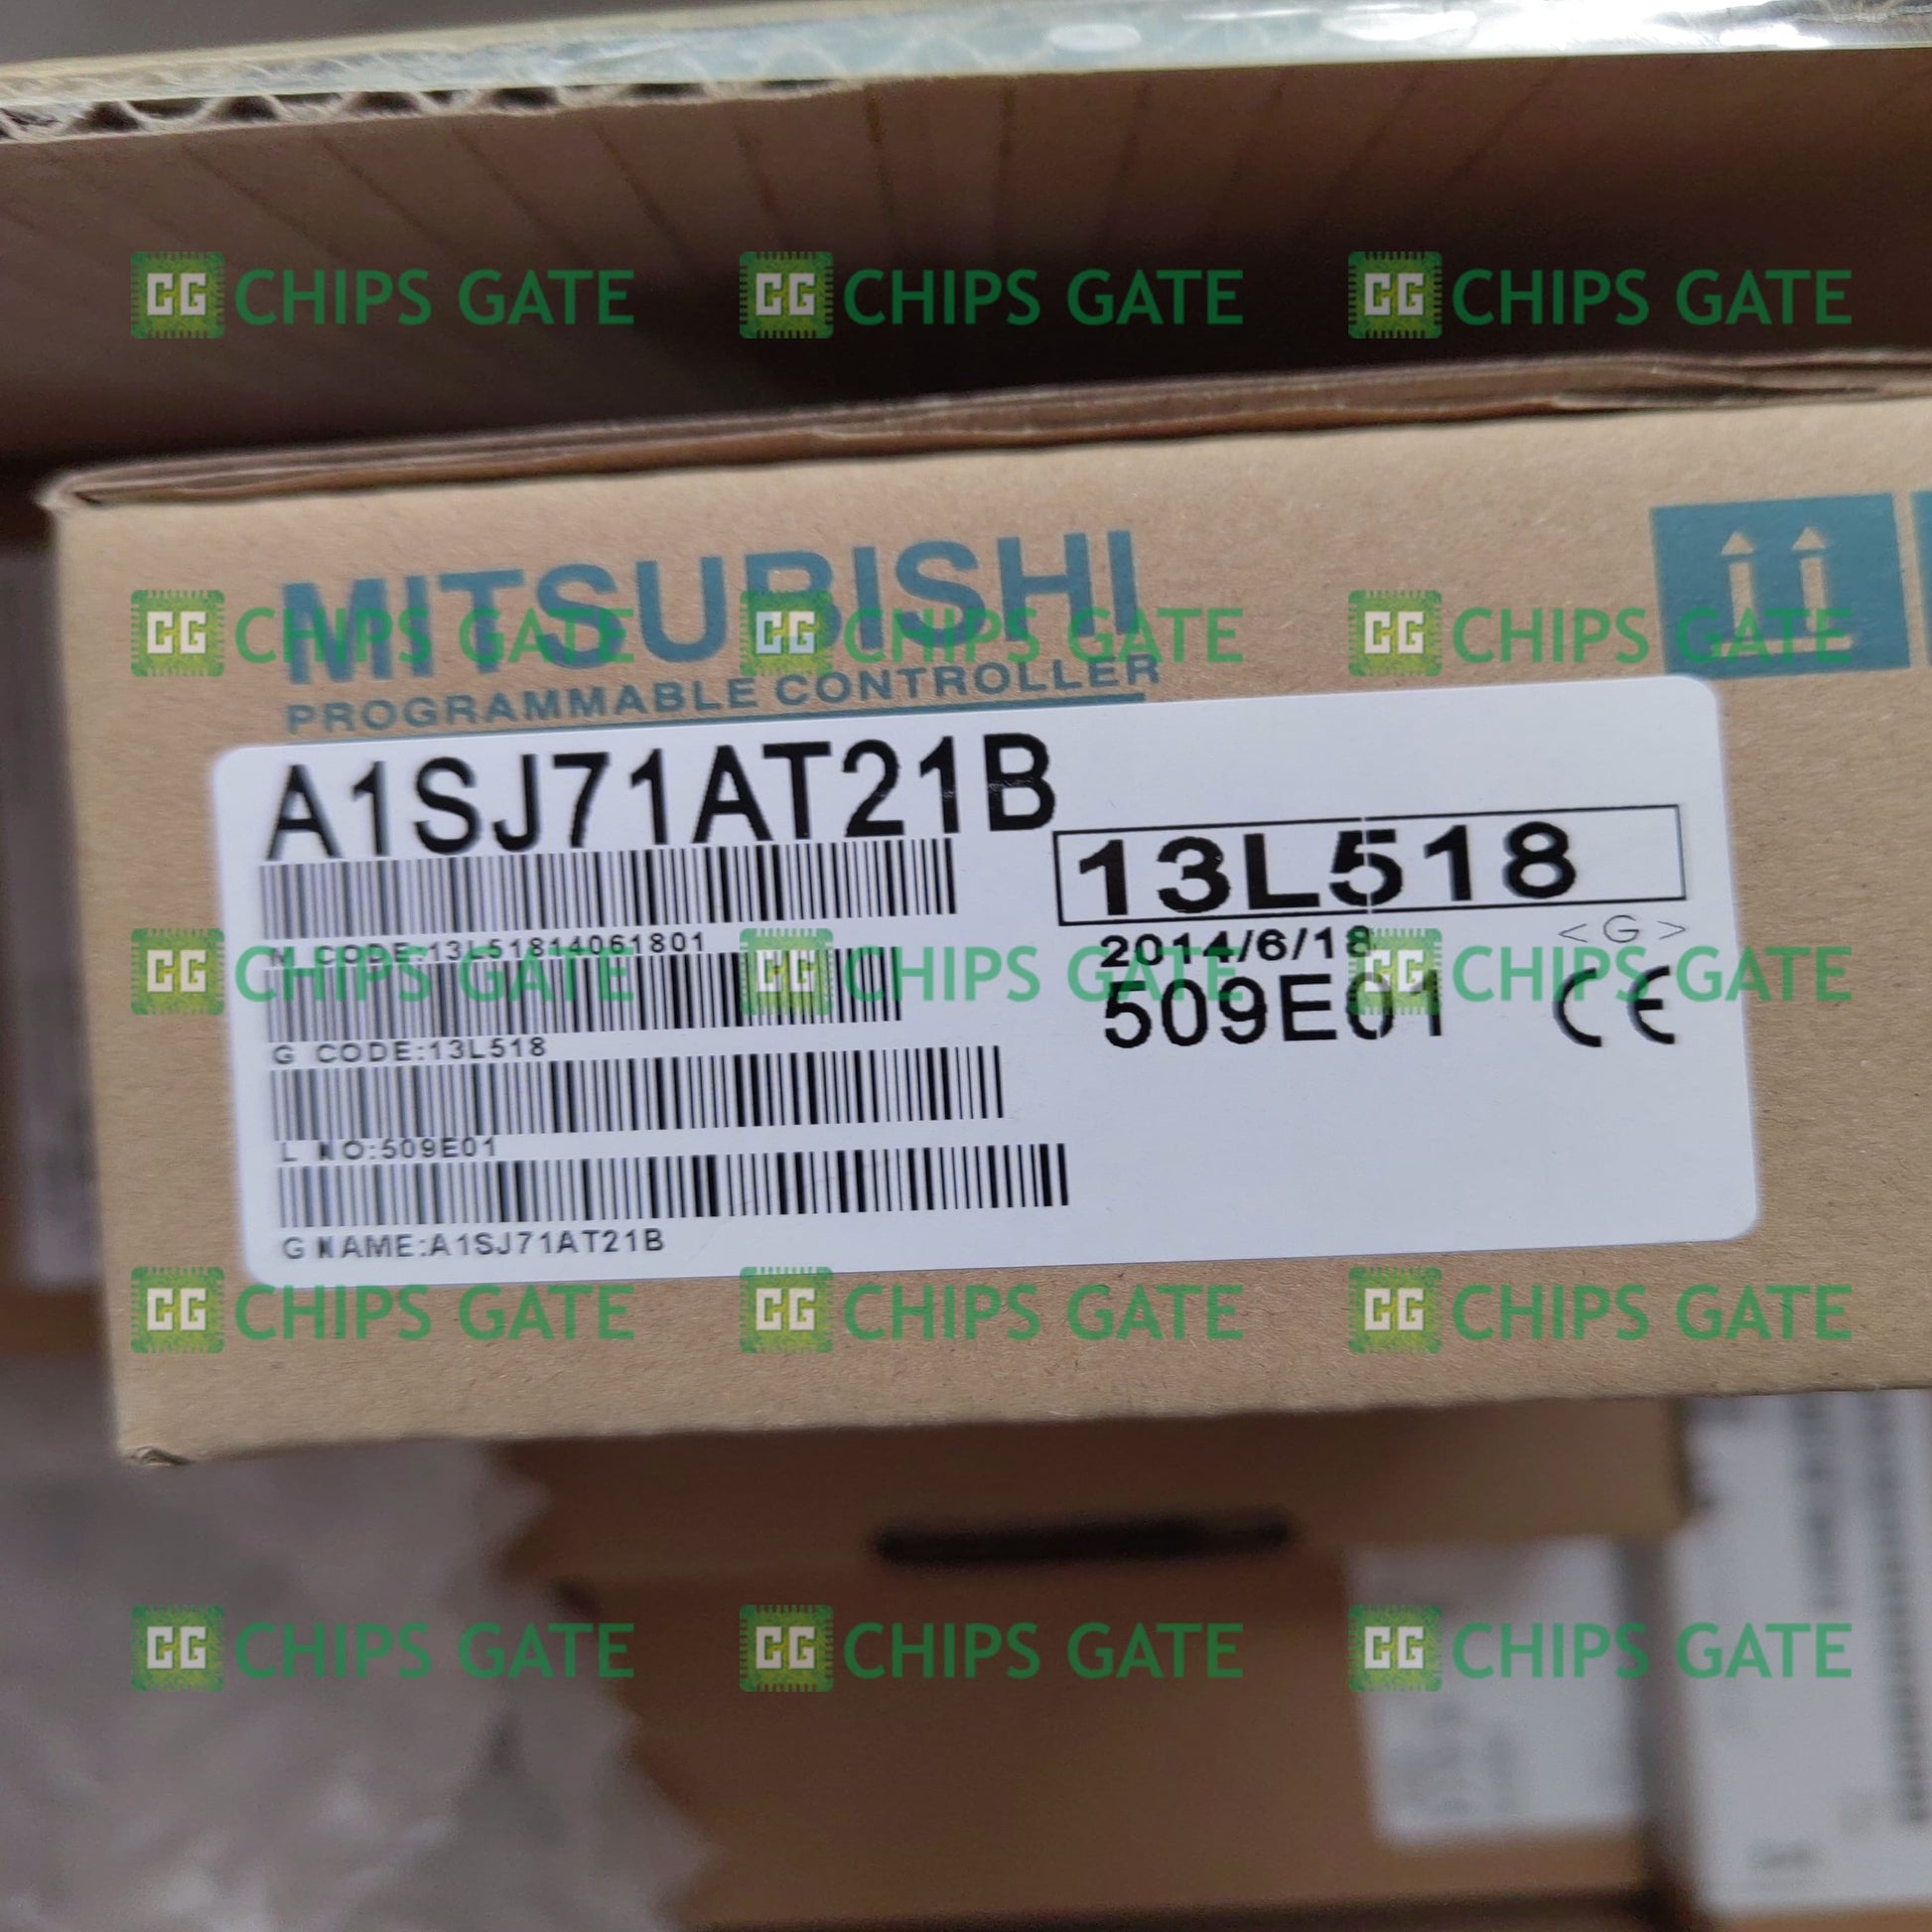 CG CHIPS GATE CG CHIPS GATE CG CHIPS GATE
MITSUBISHI
CG CHIPS GATE CG CHIPS GATE CG CHIPS GATE
PROGRAMMABLE CONTROLLER
A1SJ71AT21B
13L518
<G>
N CODE:13L51814061801
2014/6/18
CG CHIPS GATE CG CHIPS GATE CG CHIPS GATE
509E01 CE
G CODE:13L518
L NO:509E01
G NAME:A1SJ71AT21B
CG CHIPS GATE CG CHIPS GATE CG CHIPS GATE
CG CHIPS GATE CG CHIPS GATE CG CHIPS GATE